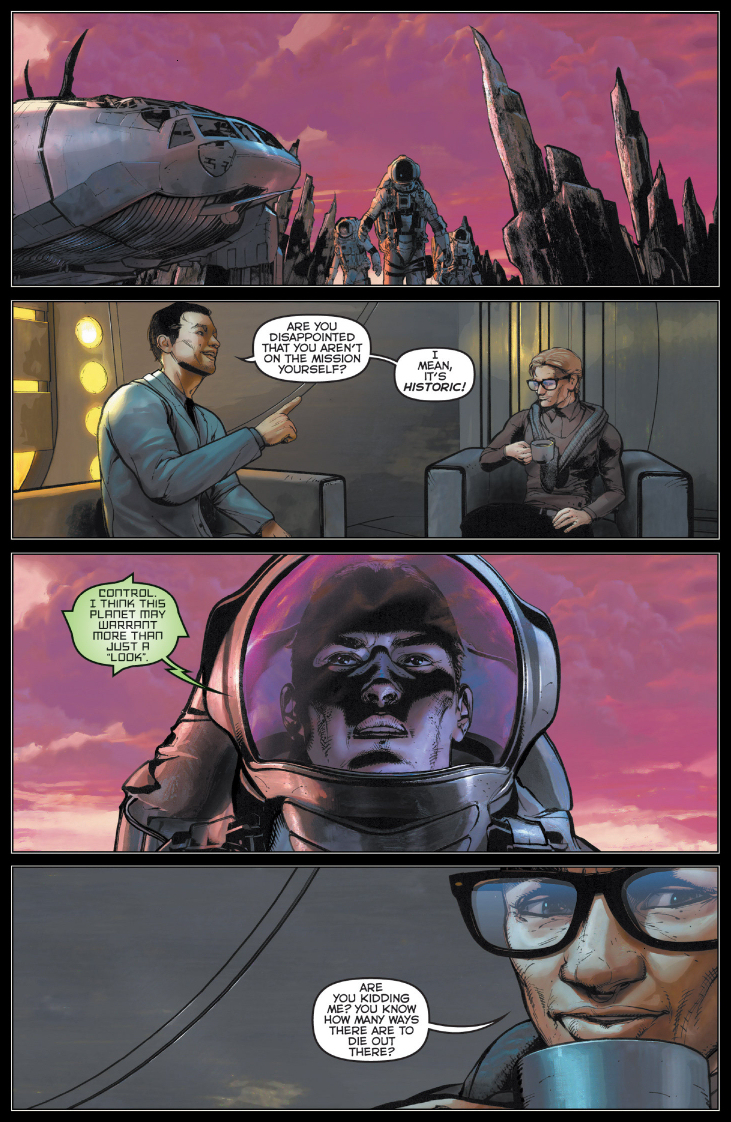 ARE YOU
DISAPPOINTED
THAT YOU AREN'T
ON THE MISSION
YOURSELF?
I
MEAN,
IT'S
HISTORIC!
CONTROL.
I THINK THIS
PLANET MAY
WARRANT
MORE THAN
JUST A
"LOOK".
ARE
YOU KIDDING
ME? YOU KNOW
HOW MANY WAYS
THERE ARE TO
DIE OUT
THERE?